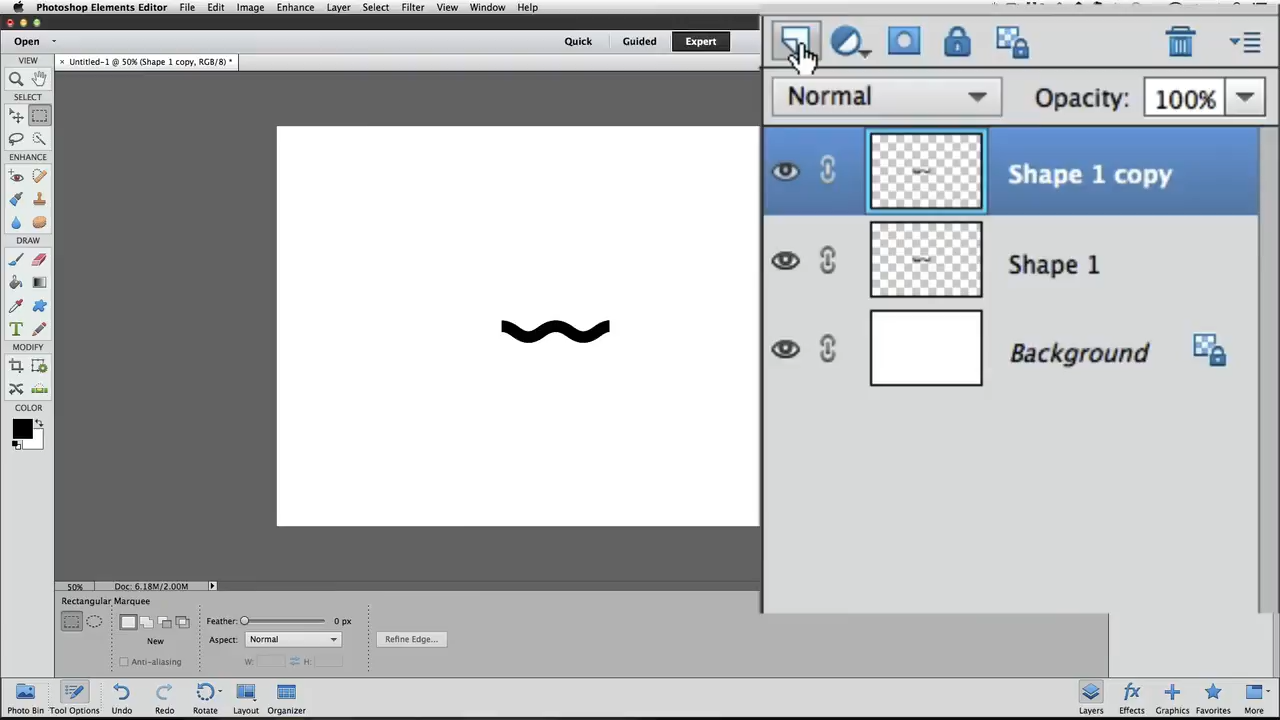 Photoshop Elements Editor File Edit Image Enhance Layer Select Filter View Window Help
Open Quick Guided Expert
VIEW
× Untitled-1 @ 50% (Shape 1 copy, RGB/8) *
SELECT
ENHANCE
DRAW
T
MODIFY
COLOR
Normal Opacity: 100%
Shape 1 copy
Shape 1
Background
50% Doc: 6.18M/2.00M
Rectangular Marquee
New
Anti-aliasing
Feather: 0 px
Aspect: Normal
W: H:
Refine Edge...
Photo Bin Tool Options Undo Redo Rotate Layout Organizer
fx
Layers Effects Graphics Favorites More